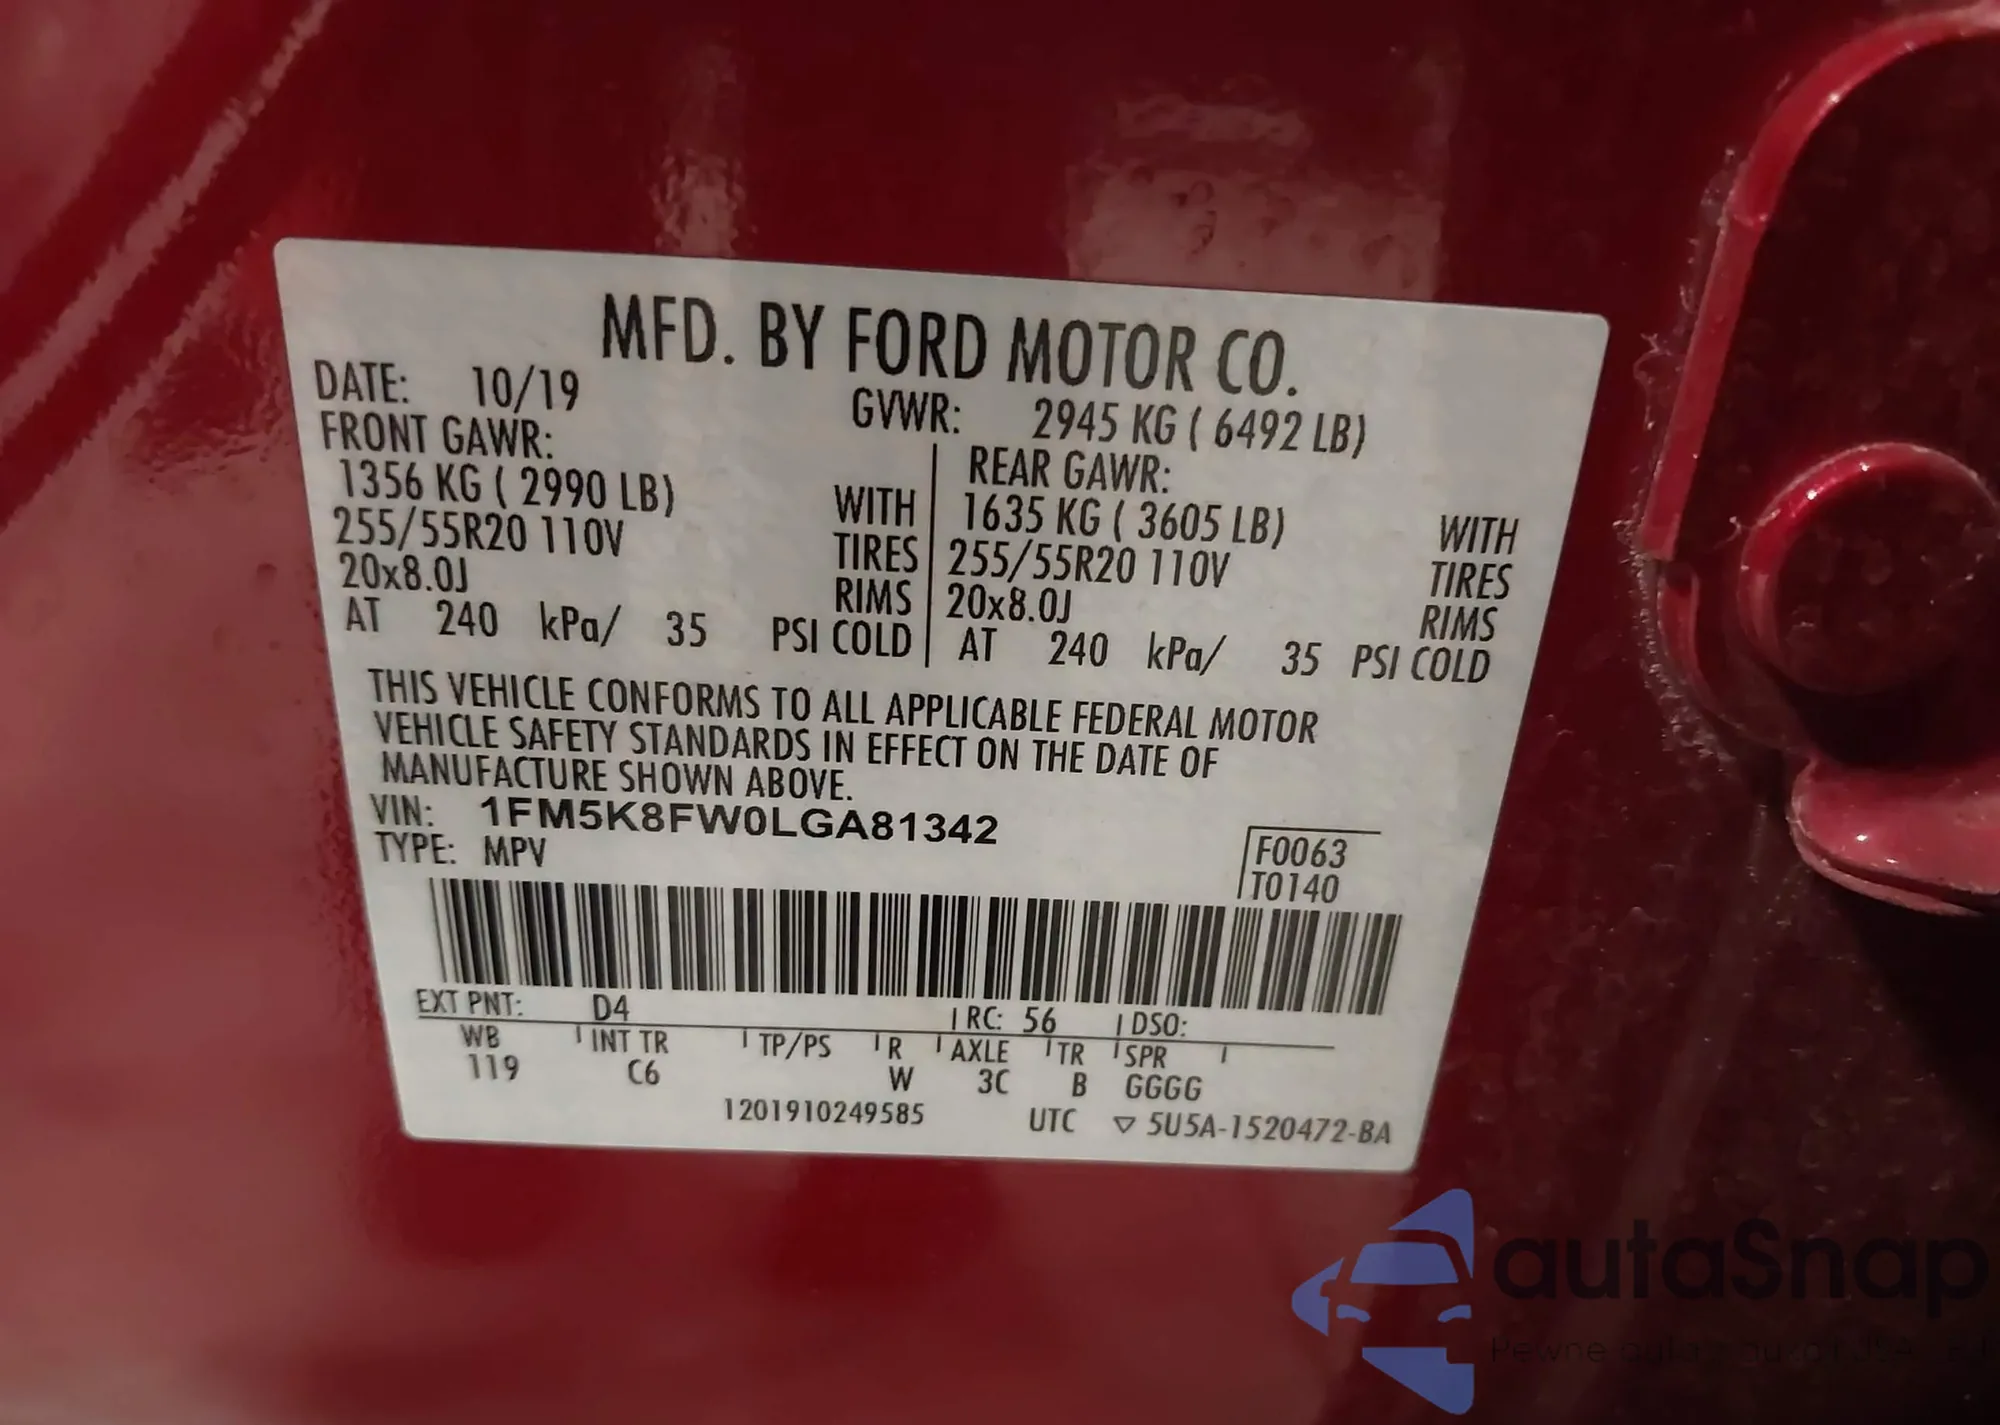 MFD. BY FORD MOTOR CO.
DATE: 10/19 GVWR: 2945 KG ( 6492 LB)
FRONT GAWR: REAR GAWR:
1356 KG ( 2990 LB) WITH 1635 KG ( 3605 LB) WITH
255/55R20 110V TIRES 255/55R20 110V TIRES
20x8.0J RIMS 20x8.0J RIMS
AT 240 kPa/ 35 PSI COLD AT 240 kPa/ 35 PSI COLD
THIS VEHICLE CONFORMS TO ALL APPLICABLE FEDERAL MOTOR
VEHICLE SAFETY STANDARDS IN EFFECT ON THE DATE OF
MANUFACTURE SHOWN ABOVE.
VIN: 1FM5K8FW0LGA81342
TYPE: MPV
F0063
T0140
EXT PNT: D4 RC: 56 DSO:
WB INT TR TP/PS R AXLE TR SPR
119 C6 W 3C B GGGG
1201910249585 UTC ▽ 5U5A-1520472-BA
autaSnap
Pewne auta